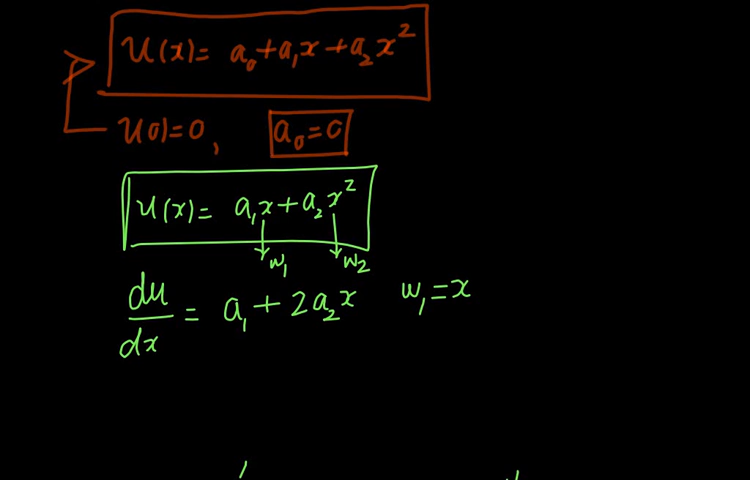 u(x) = a₀ + a₁x + a₂x²
u(0) = 0, a₀ = 0
u(x) = a₁x + a₂x²
w₁ w₂
du/dx = a₁ + 2a₂x w₁ = x